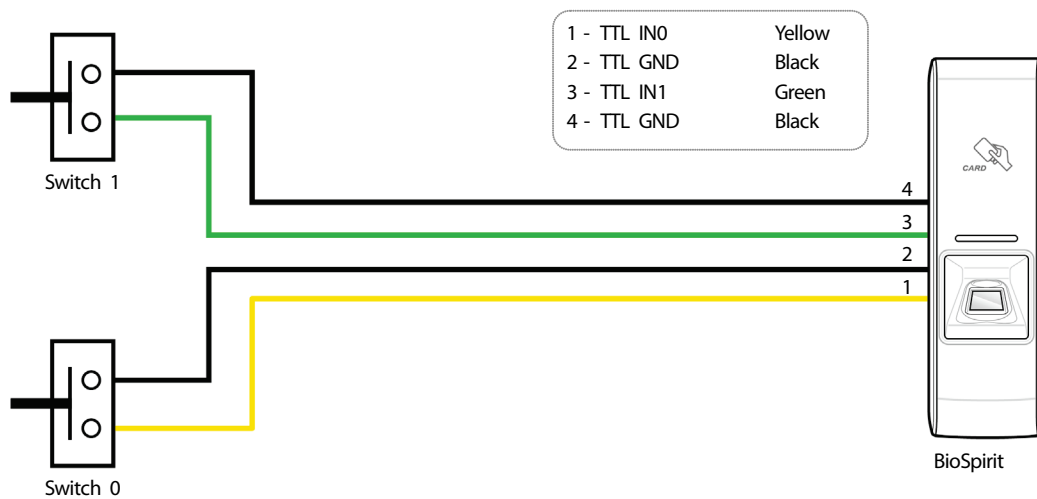 1 - TTL IN0 Yellow
2 - TTL GND Black
3 - TTL IN1 Green
4 - TTL GND Black
CARD
Switch 1
4
3
2
1
BioSpirit
Switch 0